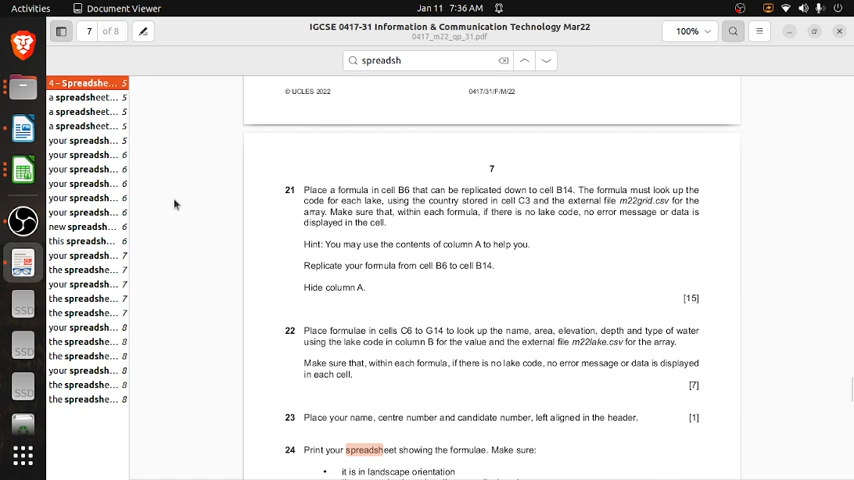 Activities
Document Viewer
Jan 11 7:36 AM
7
of 8
IGCSE 0417-31 Information & Communication Technology Mar22
0417_m22_qp_31.pdf
100%
spreadsh
4 – Spreadshe... 5
a spreadsheet... 5
a spreadsheet... 5
a spreadsheet... 5
your spreadsh... 5
your spreadsh... 6
your spreadsh... 6
your spreadsh... 6
your spreadsh... 6
your spreadsh... 6
new spreadsh... 6
this spreadsh... 6
your spreadsh... 7
the spreadsh... 7
your spreadsh... 7
the spreadsh... 7
the spreadsh... 7
your spreadsh... 8
the spreadsh... 8
the spreadsh... 8
your spreadsh... 8
the spreadsh... 8
the spreadsh... 8
© UCLES 2022
0417/31/F/M/22
7
21 Place a formula in cell B6 that can be replicated down to cell B14. The formula must look up the
code for each lake, using the country stored in cell C3 and the external file m22grid.csv for the
array. Make sure that, within each formula, if there is no lake code, no error message or data is
displayed in the cell.
Hint: You may use the contents of column A to help you.
Replicate your formula from cell B6 to cell B14.
Hide column A.
[15]
22 Place formulae in cells C6 to G14 to look up the name, area, elevation, depth and type of water
using the lake code in column B for the value and the external file m22lake.csv for the array.
Make sure that, within each formula, if there is no lake code, no error message or data is displayed
in each cell.
[7]
23 Place your name, centre number and candidate number, left aligned in the header. [1]
24 Print your spreadsheet showing the formulae. Make sure:
• it is in landscape orientation
SSD
SSD
SSD